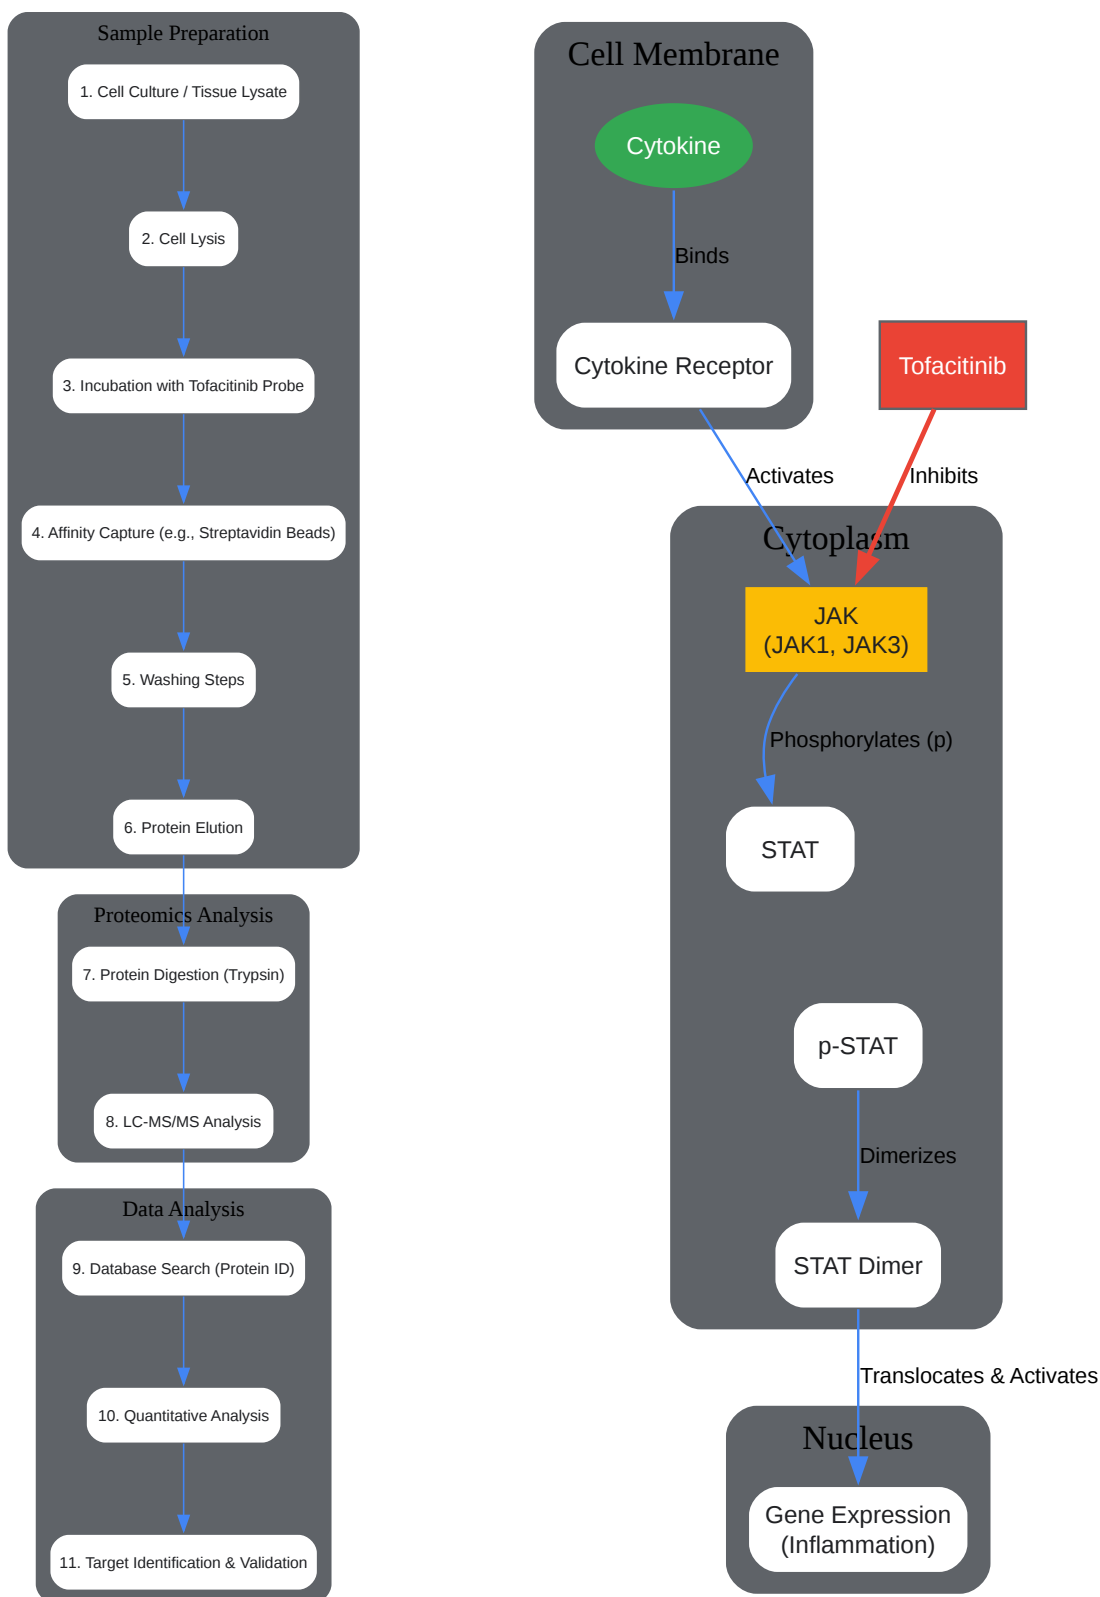 Sample Preparation
1. Cell Culture / Tissue Lysate
2. Cell Lysis
3. Incubation with Tofacitinib Probe
4. Affinity Capture (e.g., Streptavidin Beads)
5. Washing Steps
6. Protein Elution
Proteomics Analysis
7. Protein Digestion (Trypsin)
8. LC-MS/MS Analysis
Data Analysis
9. Database Search (Protein ID)
10. Quantitative Analysis
11. Target Identification & Validation
Cell Membrane
Cytokine
Binds
Cytokine Receptor
Tofacitinib
Activates
Inhibits
Cytoplasm
JAK
(JAK1, JAK3)
Phosphorylates (p)
STAT
p-STAT
Dimerizes
STAT Dimer
Translocates & Activates
Nucleus
Gene Expression
(Inflammation)